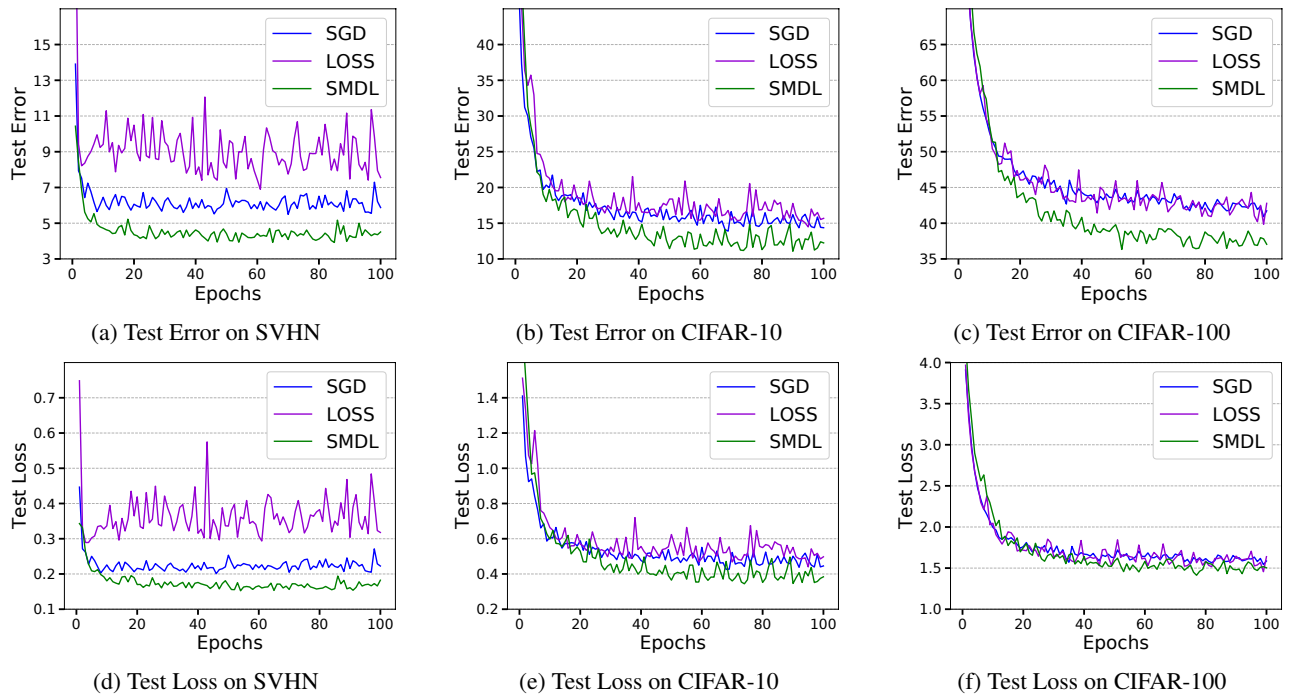 15
13
11
9
7
5
3
0 20 40 60 80 100
Test Error
Epochs
SGD
LOSS
SMDL
(a) Test Error on SVHN
40
35
30
25
20
15
10
0 20 40 60 80 100
Test Error
Epochs
SGD
LOSS
SMDL
(b) Test Error on CIFAR-10
65
60
55
50
45
40
35
0 20 40 60 80 100
Test Error
Epochs
SGD
LOSS
SMDL
(c) Test Error on CIFAR-100
0.7
0.6
0.5
0.4
0.3
0.2
0.1
0 20 40 60 80 100
Test Loss
Epochs
SGD
LOSS
SMDL
(d) Test Loss on SVHN
1.4
1.2
1.0
0.8
0.6
0.4
0.2
0 20 40 60 80 100
Test Loss
Epochs
SGD
LOSS
SMDL
(e) Test Loss on CIFAR-10
4.0
3.5
3.0
2.5
2.0
1.5
1.0
0 20 40 60 80 100
Test Loss
Epochs
SGD
LOSS
SMDL
(f) Test Loss on CIFAR-100